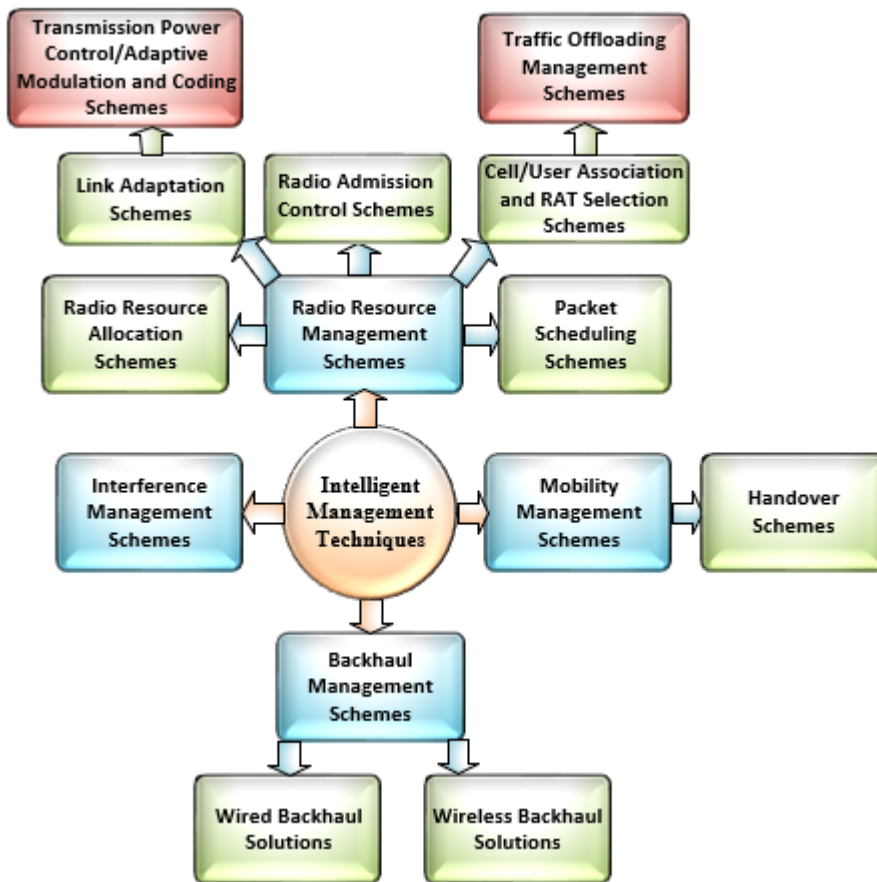 Transmission Power
Control/Adaptive
Modulation and Coding
Schemes
Traffic Offloading
Management
Schemes
Link Adaptation
Schemes
Radio Admission
Control Schemes
Cell/User Association
and RAT Selection
Schemes
Radio Resource
Allocation
Schemes
Radio Resource
Management
Schemes
Packet
Scheduling
Schemes
Interference
Management
Schemes
Intelligent
Management
Techniques
Mobility
Management
Schemes
Handover
Schemes
Backhaul
Management
Schemes
Wired Backhaul
Solutions
Wireless Backhaul
Solutions